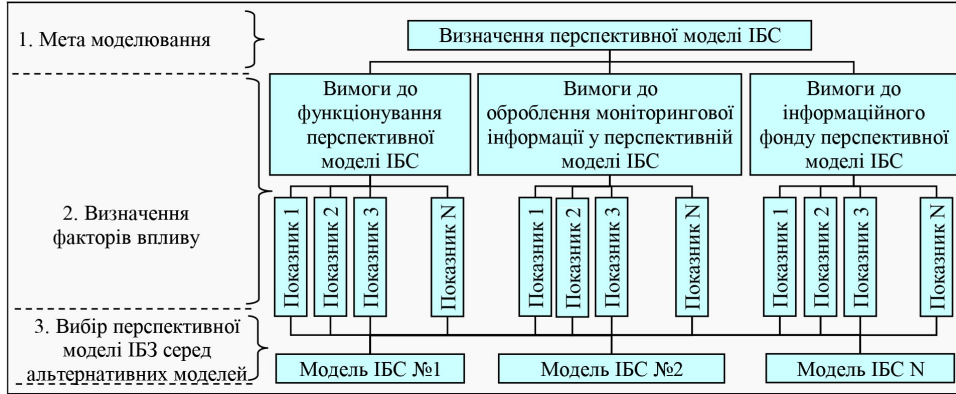 1. Мета моделювання
Визначення перспективної моделі ІБС
Вимоги до
функціонування
перспективної
моделі ІБС
Вимоги до
оброблення моніторингової
інформації у перспективній
моделі ІБС
Вимоги до
інформаційного
фонду перспективної
моделі ІБС
2. Визначення
факторів впливу
Показник 1
Показник 2
Показник 3
Показник N
Показник 1
Показник 2
Показник 3
Показник N
Показник 1
Показник 2
Показник 3
Показник N
3. Вибір перспективної
моделі ІБЗ серед
альтернативних моделей
Модель ІБС №1
Модель ІБС №2
Модель ІБС N